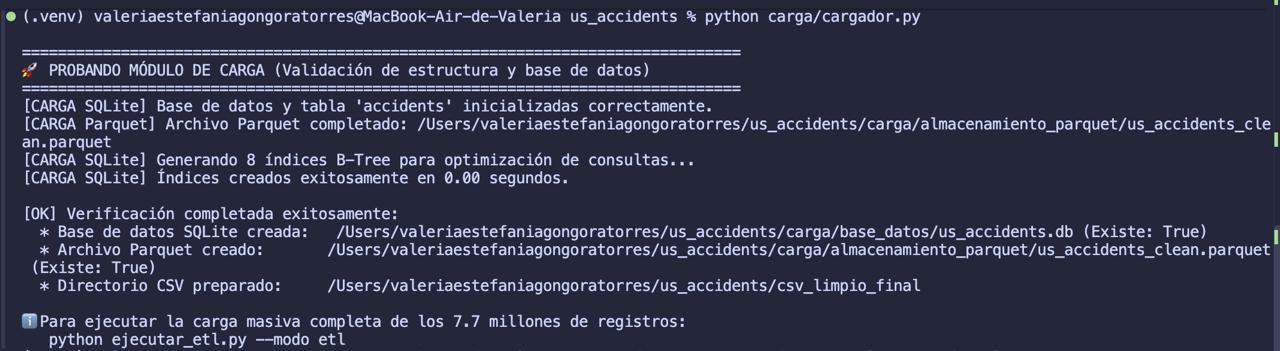 (.venv) valeriaestefaniagongoratorres@MacBook-Air-de-Valeria us_accidents % python carga/cargador.py
================================================================================
🚀 PROBANDO MÓDULO DE CARGA (Validación de estructura y base de datos)
================================================================================
[CARGA SQLite] Base de datos y tabla 'accidents' inicializadas correctamente.
[CARGA Parquet] Archivo Parquet completado: /Users/valeriaestefaniagongoratorres/us_accidents/carga/almacenamiento_parquet/us_accidents_cle
an.parquet
[CARGA SQLite] Generando 8 índices B-Tree para optimización de consultas...
[CARGA SQLite] Índices creados exitosamente en 0.00 segundos.
[OK] Verificación completada exitosamente:
* Base de datos SQLite creada: /Users/valeriaestefaniagongoratorres/us_accidents/carga/base_datos/us_accidents.db (Existe: True)
* Archivo Parquet creado: /Users/valeriaestefaniagongoratorres/us_accidents/carga/almacenamiento_parquet/us_accidents_clean.parquet
(Existe: True)
* Directorio CSV preparado: /Users/valeriaestefaniagongoratorres/us_accidents/csv_limpio_final
ℹ️Para ejecutar la carga masiva completa de los 7.7 millones de registros:
python ejecutar_etl.py --modo etl